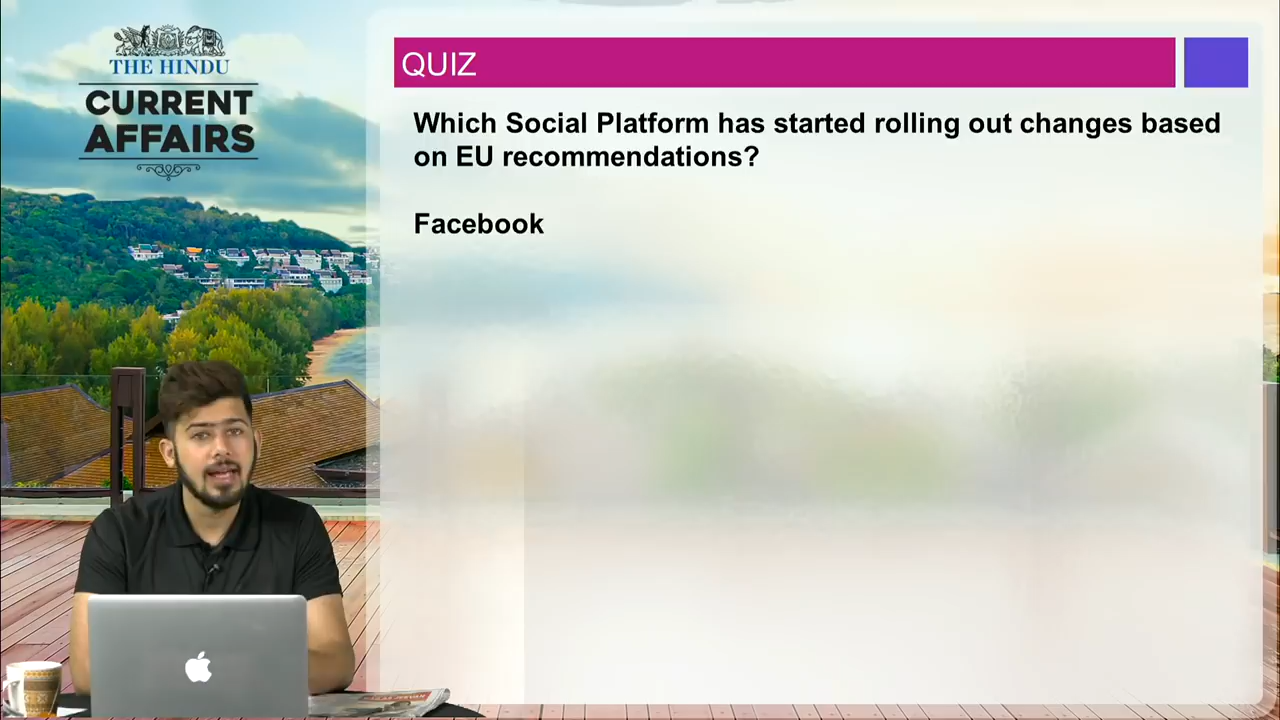 THE HINDU
CURRENT
AFFAIRS
QUIZ
Which Social Platform has started rolling out changes based
on EU recommendations?
Facebook